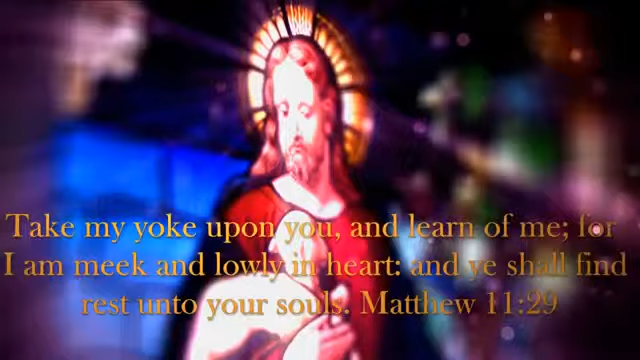 Take my yoke upon you, and learn of me; for
I am meek and lowly in heart: and ye shall find
rest unto your souls. Matthew 11:29